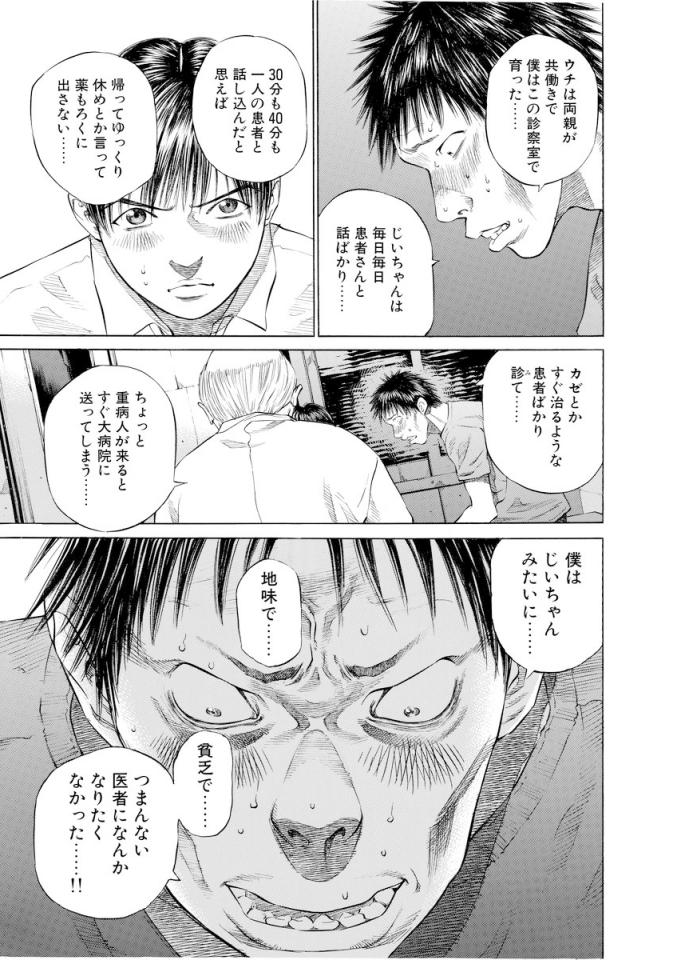 ウチは両親が
共働きで
僕はこの診察室で
育った……
じいちゃんは
毎日毎日
患者さんと
話ばかり……
30分も40分も
一人の患者と
話し込んだと
思えば
帰ってゆっくり
休めとか言って
薬もろくに
出さない……
カゼとか
すぐ治るような
患者ばかり
診て……
み
ちょっと
重病人が来ると
すぐ大病院に
送ってしまう……
僕は
じいちゃん
みたいに……
地味で……
貧乏で……
つまんない
医者になんか
なりたく
なかった……!!